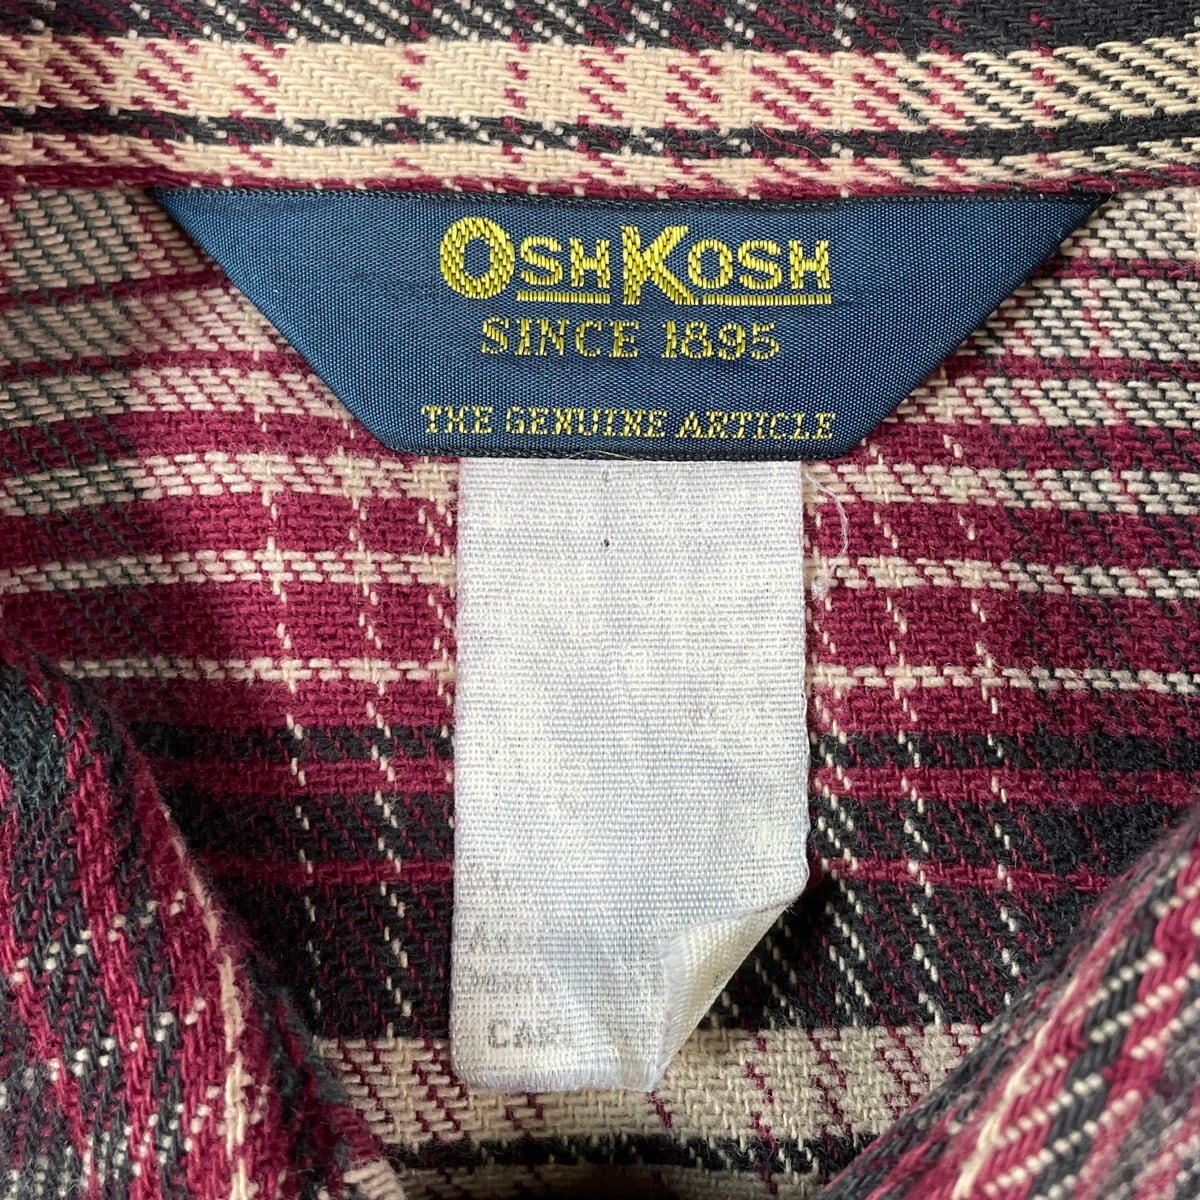 OSHKOSH
SINCE 1895
THE GENUINE ARTICLE